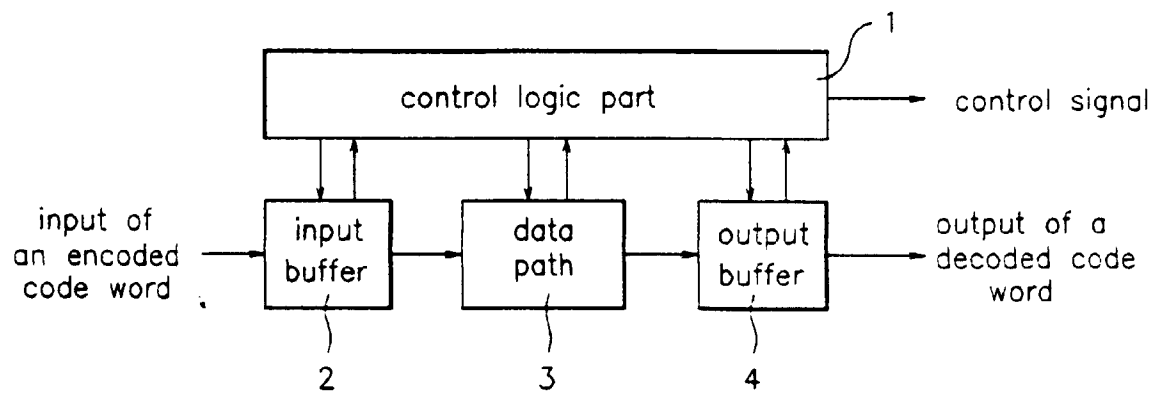 1
control logic part
control signal
input of
an encoded
code word
input
buffer
data
path
output
buffer
output of a
decoded code
word
2
3
4